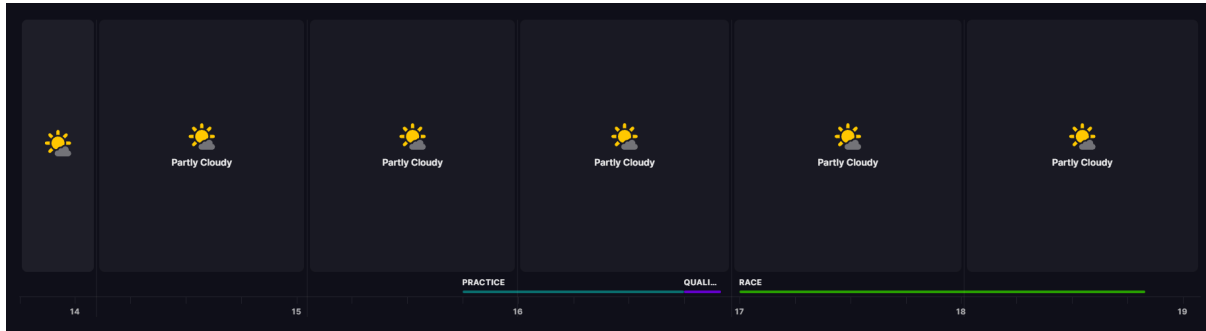 Partly Cloudy
Partly Cloudy
Partly Cloudy
Partly Cloudy
Partly Cloudy
PRACTICE
QUALI...
RACE
14
15
16
17
18
19